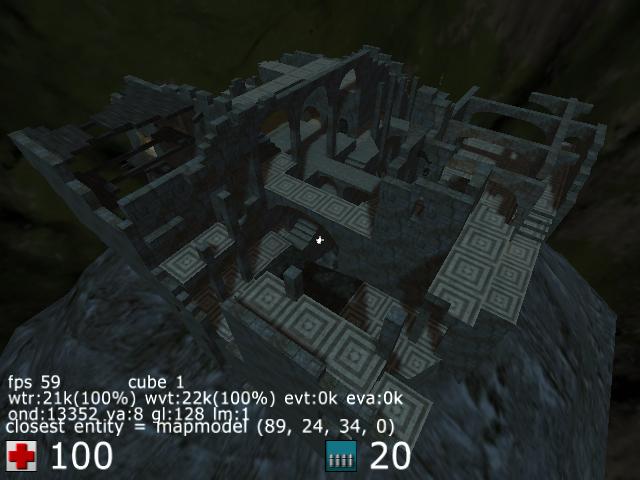 fps 59 cube 1
wtr:21k(100%) wvt:22k(100%) evt:0k eva:0k
ond:13352 va:8 gl:128 lm:1
closest entity = mapmodel (89, 24, 34, 0)
100 20